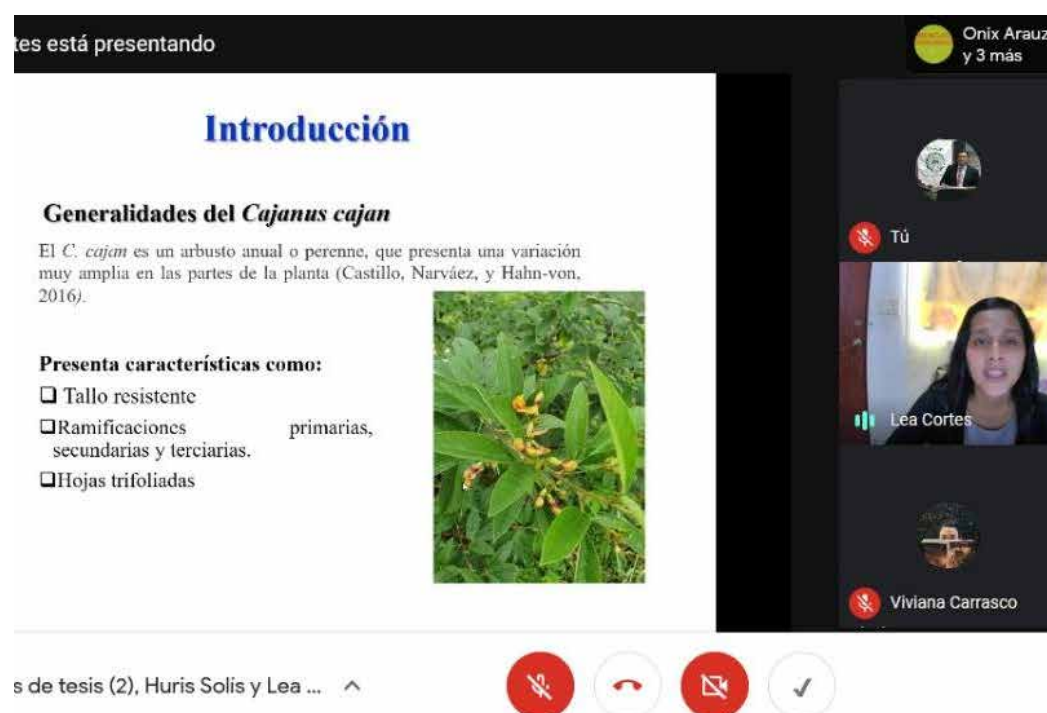 tes está presentando
Onix Arauz
y 3 más
Introducción
Generalidades del Cajanus cajan
El C. cajan es un arbusto anual o perenne, que presenta una variación
muy amplia en las partes de la planta (Castillo, Narváez, y Hahn-von,
2016).
Presenta características como:
Tallo resistente
Ramificaciones primarias,
secundarias y terciarias.
Hojas trifoliadas
Tú
Lea Cortes
Viviana Carrasco
s de tesis (2), Huris Solis y Lea ...